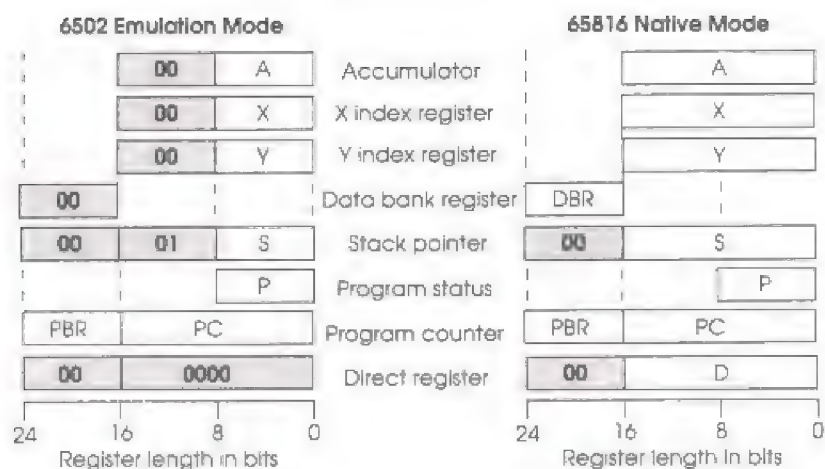 6502 Emulation Mode 65816 Native Mode
00 A Accumulator A
00 X X index register X
00 Y Y index register Y
00 Data bank register DBR
00 01 S Stack pointer 00 S
P Program status P
PBR PC Program counter PBR PC
00 0000 Direct register 00 D
24 16 8 0 24 16 8 0
Register length in bits Register length in bits